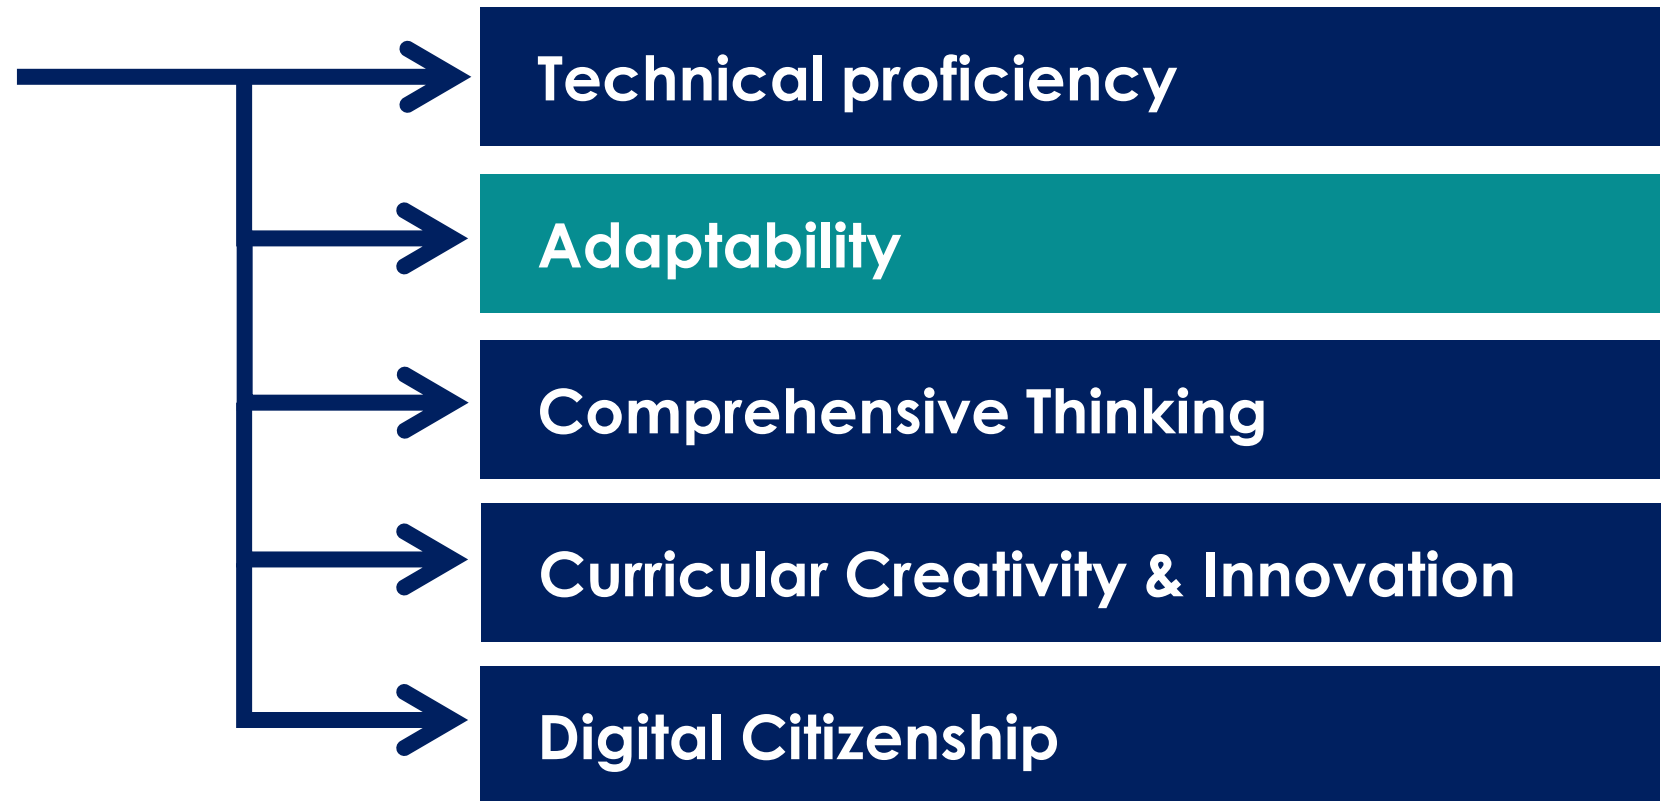 Technical proficiency
Adaptability
Comprehensive Thinking
Curricular Creativity & Innovation
Digital Citizenship